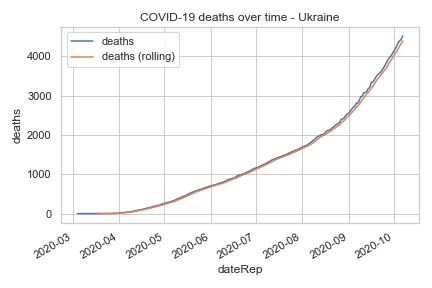 COVID-19 deaths over time - Ukraine
deaths
deaths (rolling)
4000
3000
2000
1000
0
deaths
2020-03
2020-04
2020-05
2020-06
2020-07
2020-08
2020-09
2020-10
dateRep